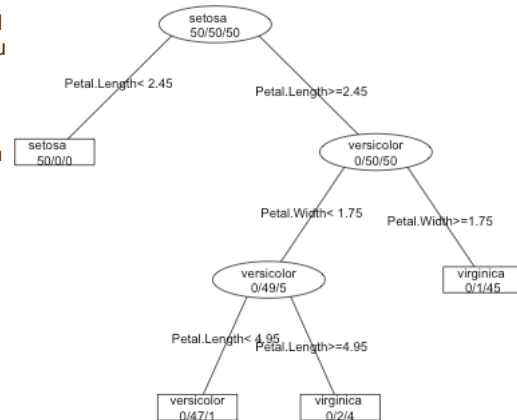 setosa
50/50/50
Petal.Length< 2.45
Petal.Length>=2.45
setosa
50/0/0
versicolor
0/50/50
Petal.Width< 1.75
Petal.Width>=1.75
versicolor
0/49/5
virginica
0/1/45
Petal.Length< 4.95
Petal.Length>=4.95
versicolor
0/47/1
virginica
0/2/4